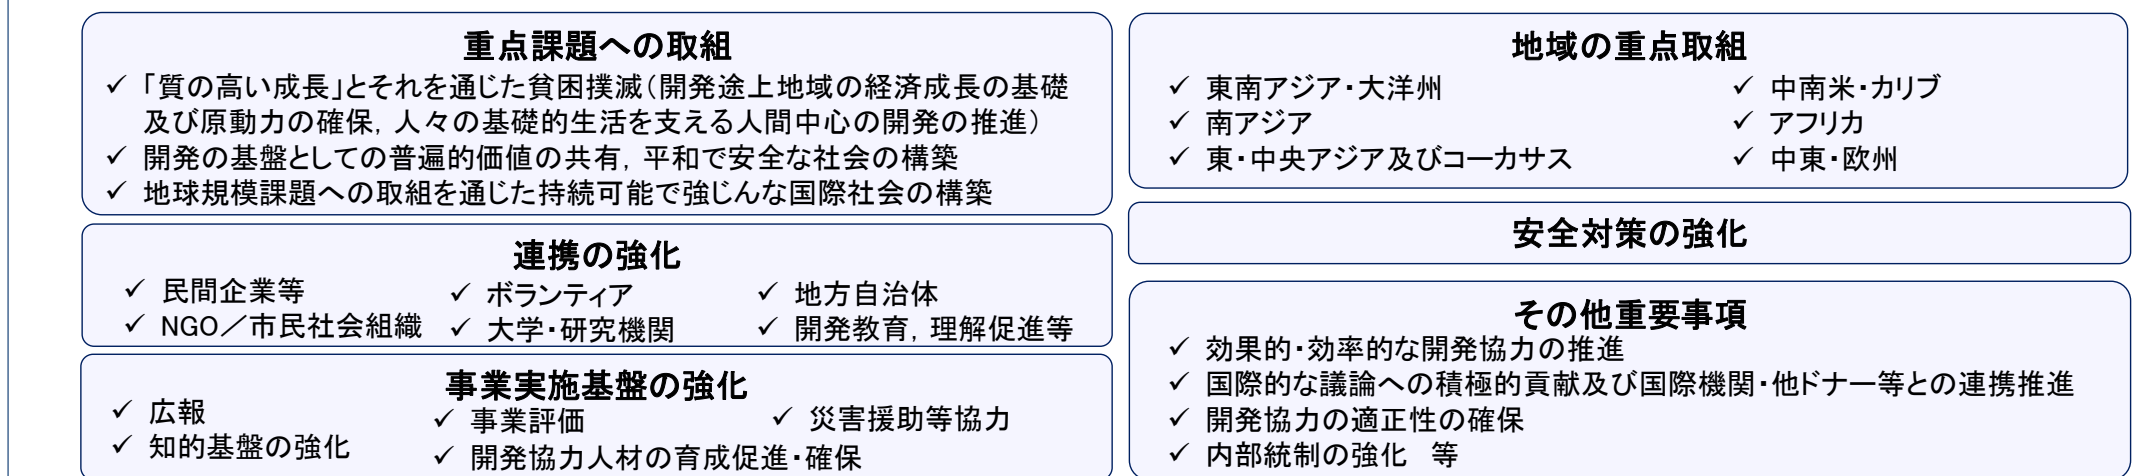 重点課題への取組
✓ 「質の高い成長」とそれを通じた貧困撲滅（開発途上地域の経済成長の基礎
及び原動力の確保，人々の基礎的生活を支える人間中心の開発の推進）
✓ 開発の基盤としての普遍的価値の共有，平和で安全な社会の構築
✓ 地球規模課題への取組を通じた持続可能で強じんな国際社会の構築
連携の強化
✓ 民間企業等 ✓ ボランティア ✓ 地方自治体
✓ NGO／市民社会組織 ✓ 大学・研究機関 ✓ 開発教育，理解促進等
事業実施基盤の強化
✓ 広報 ✓ 事業評価 ✓ 災害援助等協力
✓ 知的基盤の強化 ✓ 開発協力人材の育成促進・確保
地域の重点取組
✓ 東南アジア・大洋州 ✓ 中南米・カリブ
✓ 南アジア ✓ アフリカ
✓ 東・中央アジア及びコーカサス ✓ 中東・欧州
安全対策の強化
その他重要事項
✓ 効果的・効率的な開発協力の推進
✓ 国際的な議論への積極的貢献及び国際機関・他ドナー等との連携推進
✓ 開発協力の適正性の確保
✓ 内部統制の強化　等